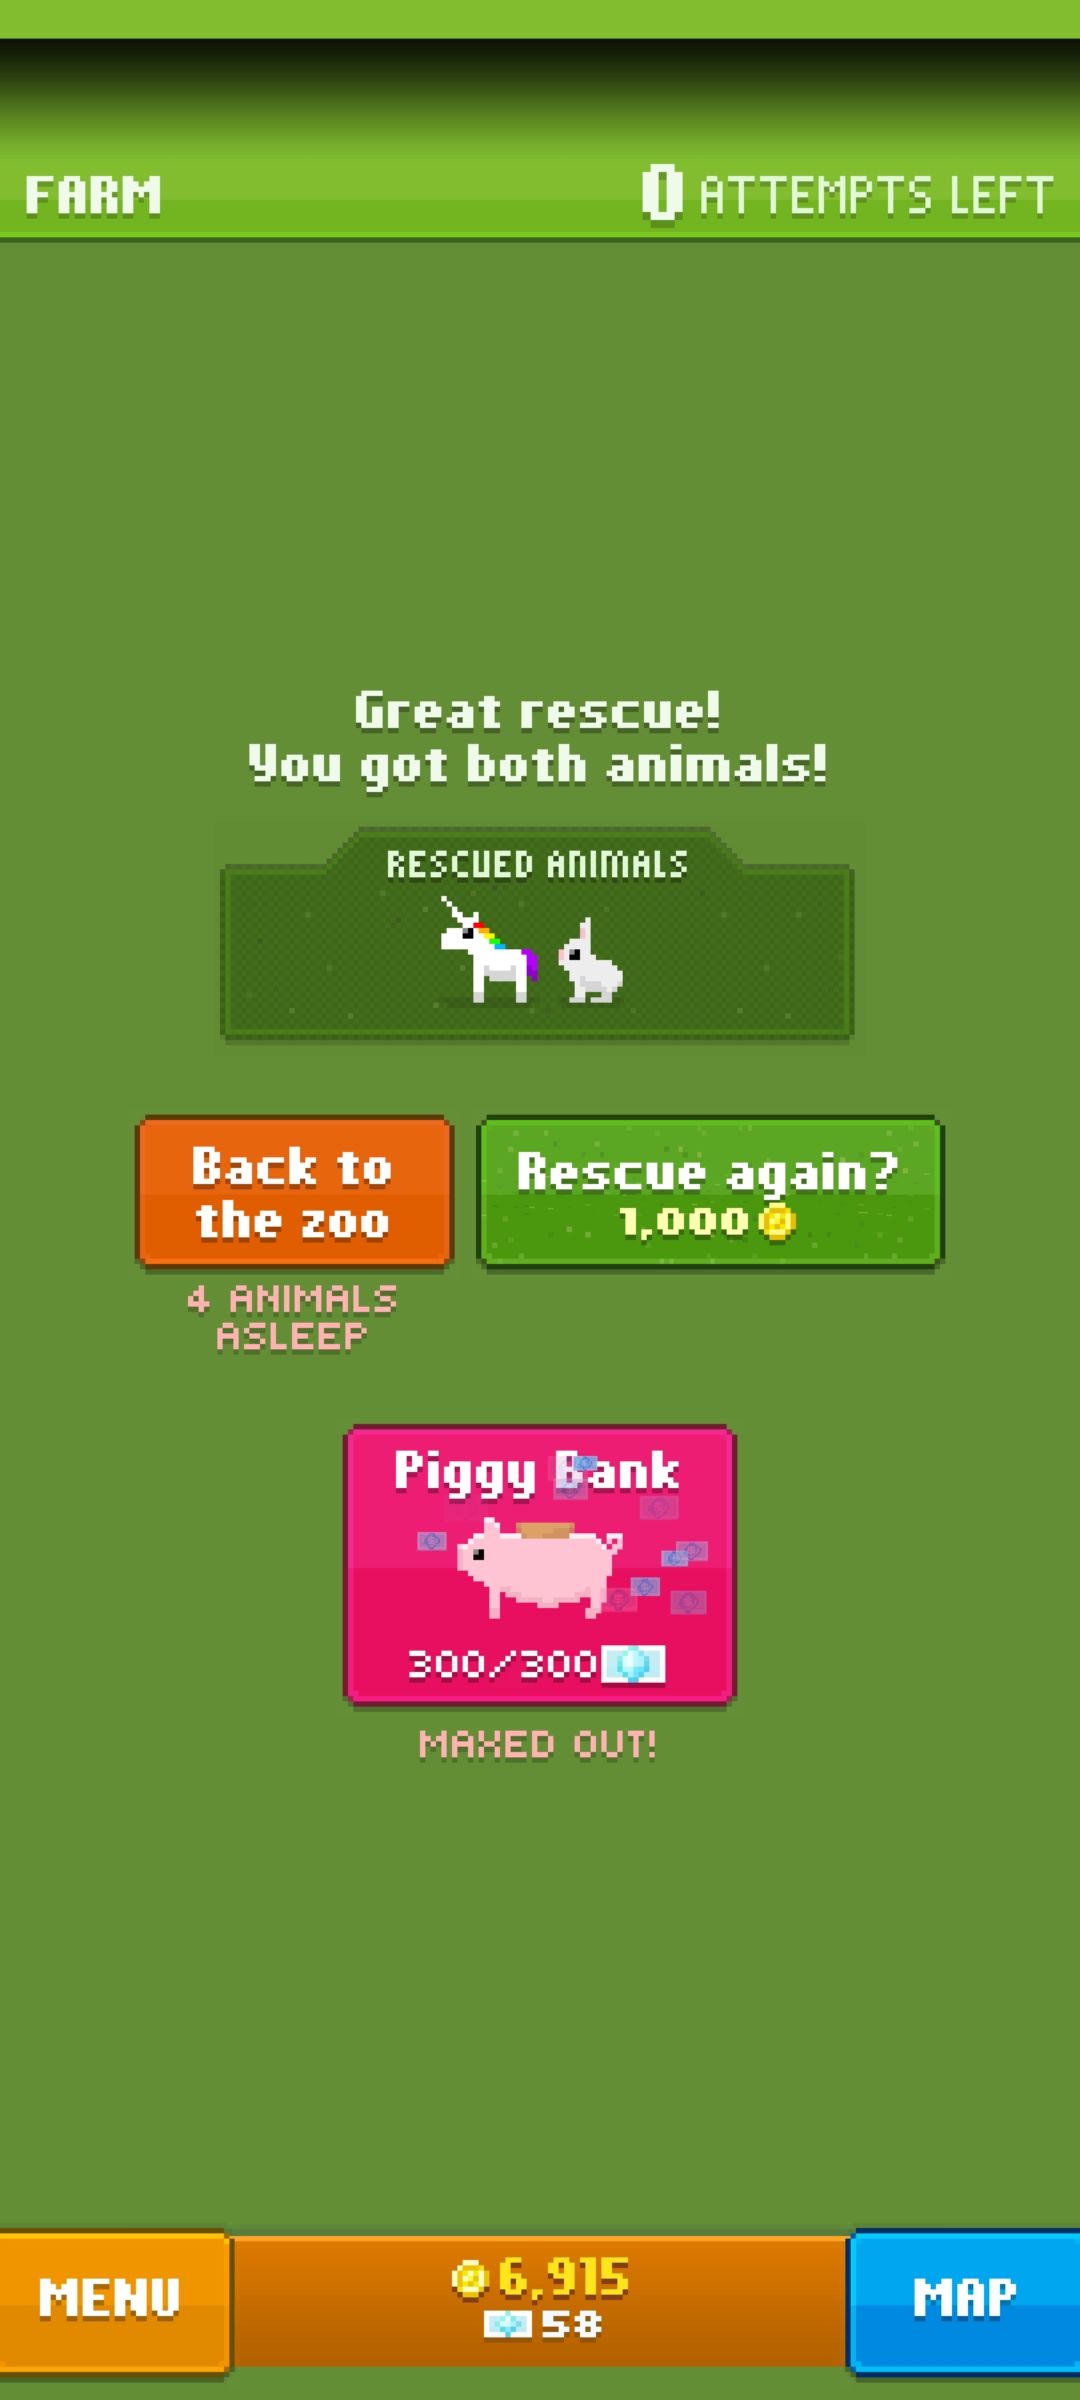 FARM
0 ATTEMPTS LEFT
Great rescue!
You got both animals!
RESCUED ANIMALS
Back to
the zoo
Rescue again?
1,000
4 ANIMALS
ASLEEP
Piggy Bank
300/300
MAXED OUT!
MENU
6,915
58
MAP